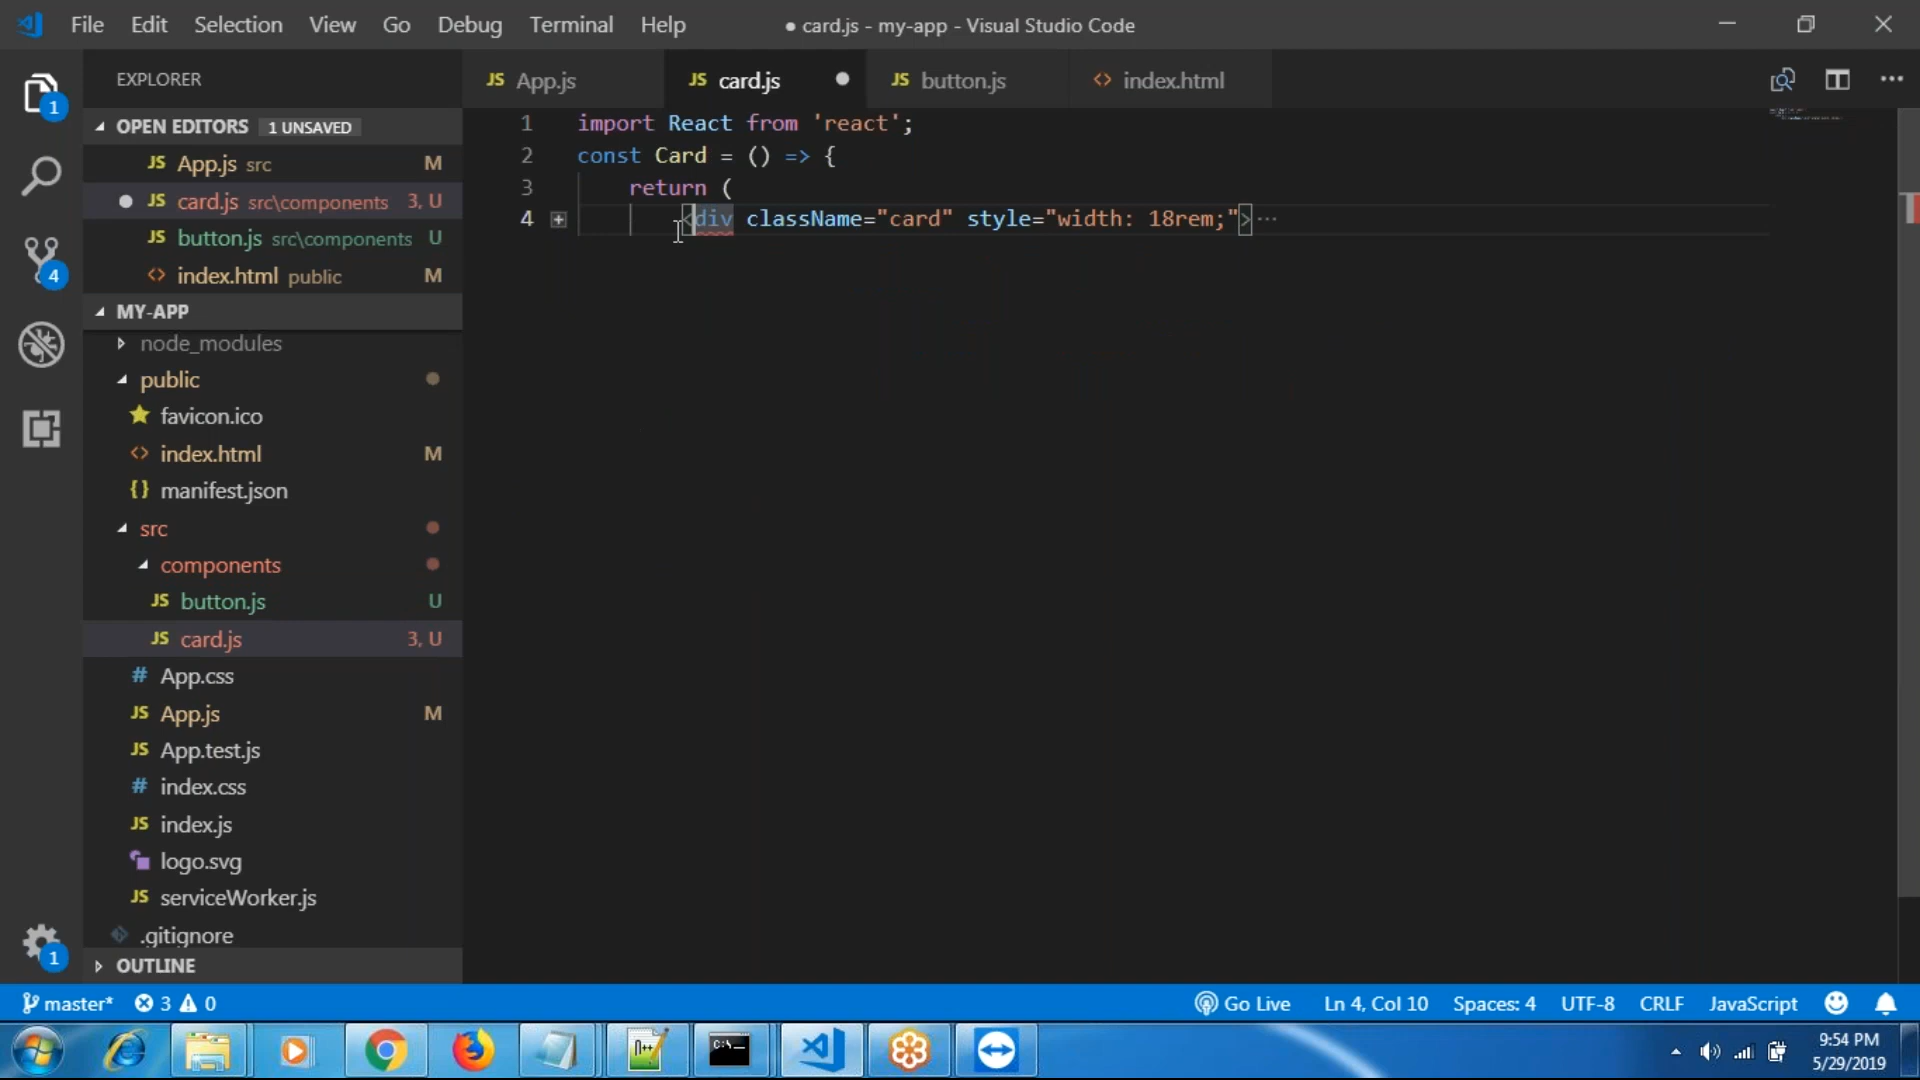 File Edit Selection View Go Debug Terminal Help ● card.js - my-app - Visual Studio Code
1
4
1
EXPLORER
OPEN EDITORS 1 UNSAVED
JS App.js src M
● JS card.js src\components 3, U
JS button.js src\components U
<> index.html public M
MY-APP
node_modules
public
favicon.ico
<> index.html M
{} manifest.json
src
components
JS button.js U
JS card.js 3, U
# App.css
JS App.js M
JS App.test.js
# index.css
JS index.js
logo.svg
JS serviceWorker.js
.gitignore
OUTLINE
JS App.js JS card.js ● JS button.js <> index.html
1 import React from 'react';
2 const Card = () => {
3 return (
4 <div className="card" style="width: 18rem;">···
master* 3 0 Go Live Ln 4, Col 10 Spaces: 4 UTF-8 CRLF JavaScript
9:54 PM
5/29/2019